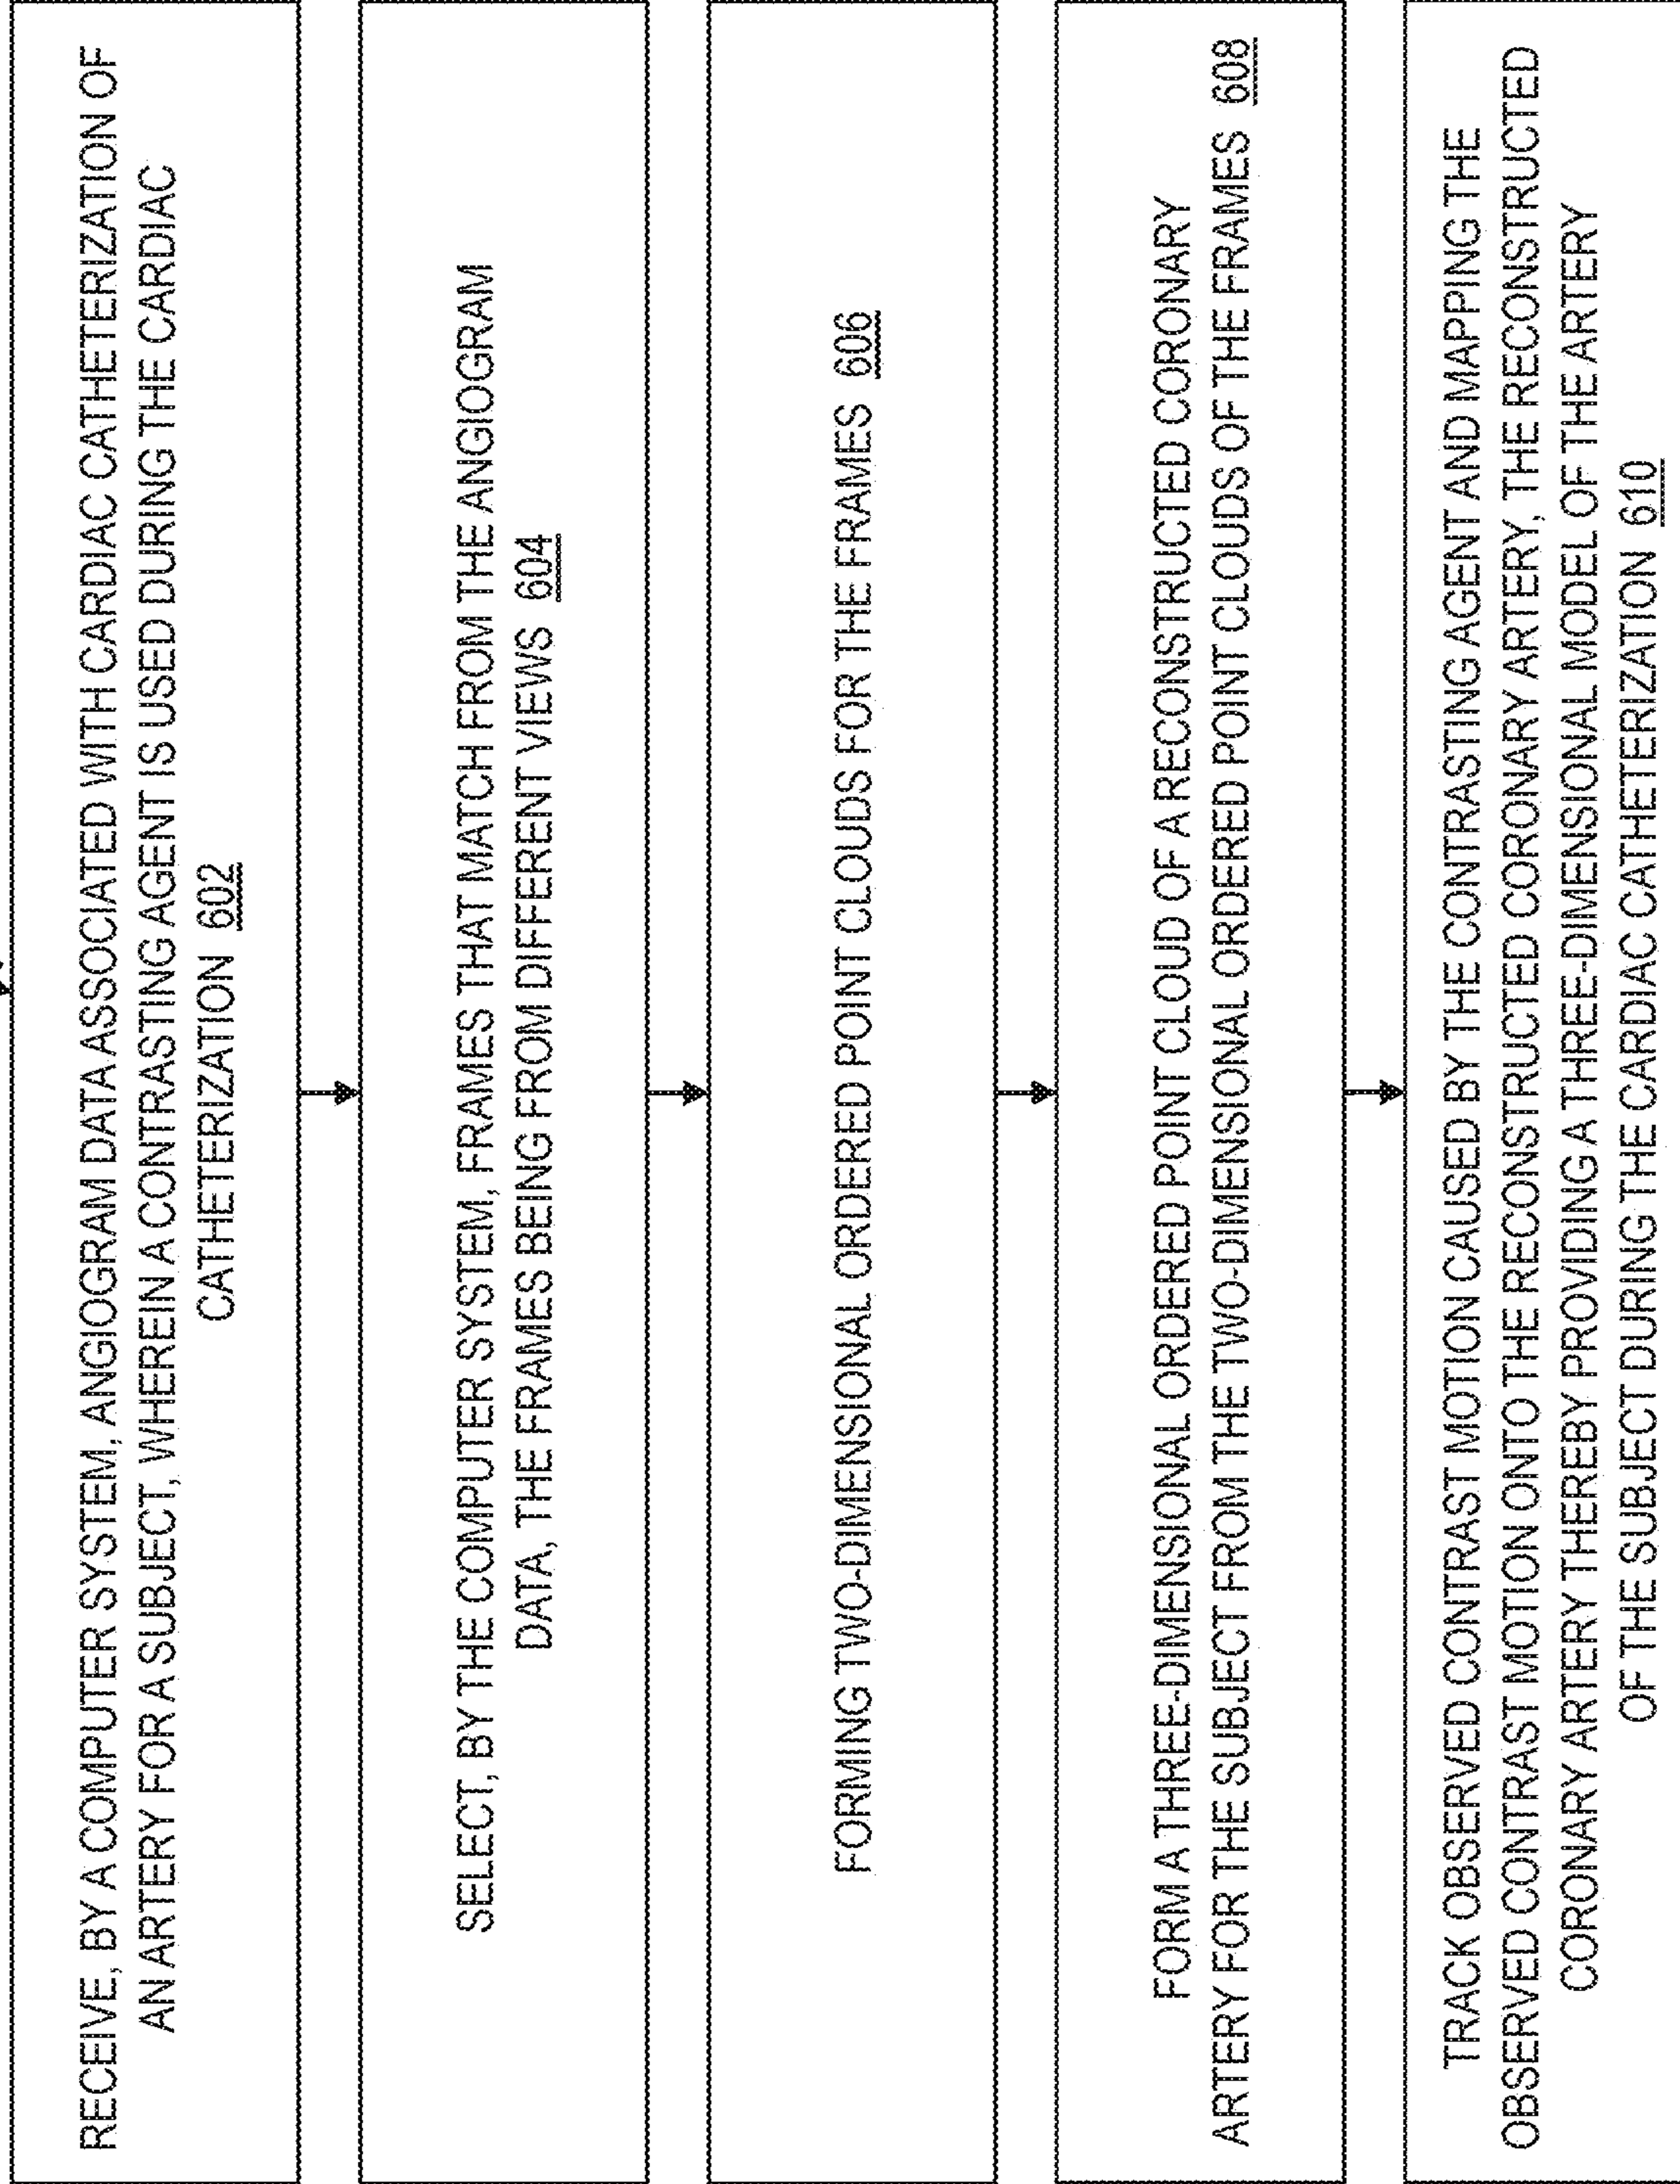 RECEIVE, BY A COMPUTER SYSTEM, ANGIOGRAM DATA ASSOCIATED WITH CARDIAC CATHETERIZATION OF
AN ARTERY FOR A SUBJECT, WHEREIN A CONTRASTING AGENT IS USED DURING THE CARDIAC
CATHETERIZATION 602
SELECT, BY THE COMPUTER SYSTEM, FRAMES THAT MATCH FROM THE ANGIOGRAM
DATA, THE FRAMES BEING FROM DIFFERENT VIEWS 604
FORMING TWO-DIMENSIONAL ORDERED POINT CLOUDS FOR THE FRAMES 606
FORM A THREE-DIMENSIONAL ORDERED POINT CLOUD OF A RECONSTRUCTED CORONARY
ARTERY FOR THE SUBJECT FROM THE TWO-DIMENSIONAL ORDERED POINT CLOUDS OF THE FRAMES 608
TRACK OBSERVED CONTRAST MOTION CAUSED BY THE CONTRASTING AGENT AND MAPPING THE
OBSERVED CONTRAST MOTION ONTO THE RECONSTRUCTED CORONARY ARTERY, THE RECONSTRUCTED
CORONARY ARTERY THEREBY PROVIDING A THREE-DIMENSIONAL MODEL OF THE ARTERY
OF THE SUBJECT DURING THE CARDIAC CATHETERIZATION 610